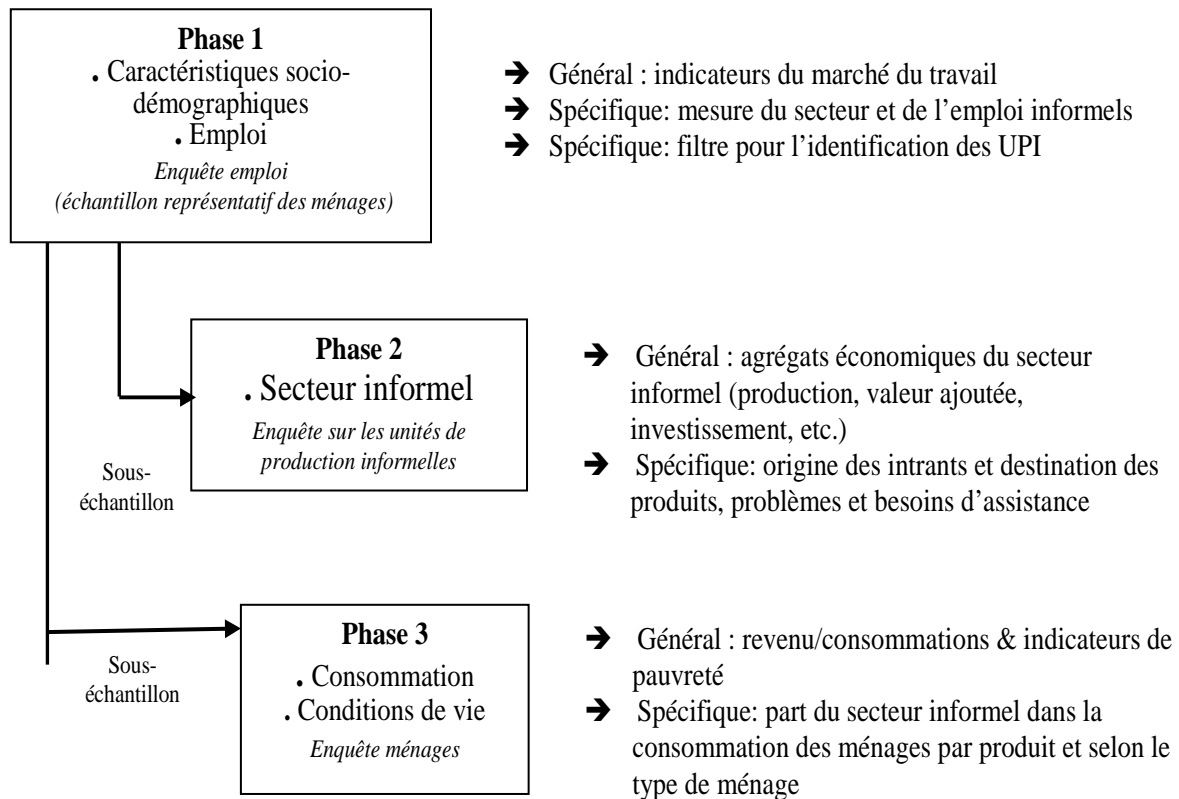 Phase 1
. Caractéristiques socio-
démographiques
. Emploi
Enquête emploi
(échantillon représentatif des ménages)
➔ Général : indicateurs du marché du travail
➔ Spécifique: mesure du secteur et de l'emploi informels
➔ Spécifique: filtre pour l'identification des UPI
Sous-
échantillon
Phase 2
. Secteur informel
Enquête sur les unités de
production informelles
➔ Général : agrégats économiques du secteur
informel (production, valeur ajoutée,
investissement, etc.)
➔ Spécifique: origine des intrants et destination des
produits, problèmes et besoins d'assistance
Sous-
échantillon
Phase 3
. Consommation
. Conditions de vie
Enquête ménages
➔ Général : revenu/consommations & indicateurs de
pauvreté
➔ Spécifique: part du secteur informel dans la
consommation des ménages par produit et selon le
type de ménage